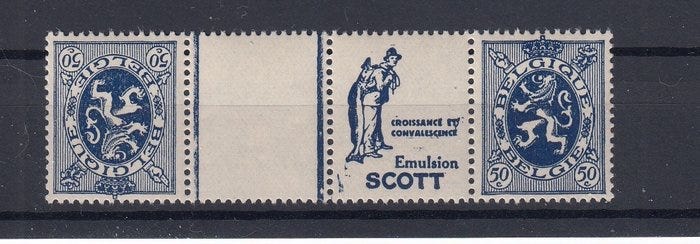 BELGIQUE
BELGIË
50 50
CROISSANCE ET
CONVALESCENCE
Emulsion
SCOTT
BELGIQUE
BELGIË
50 50